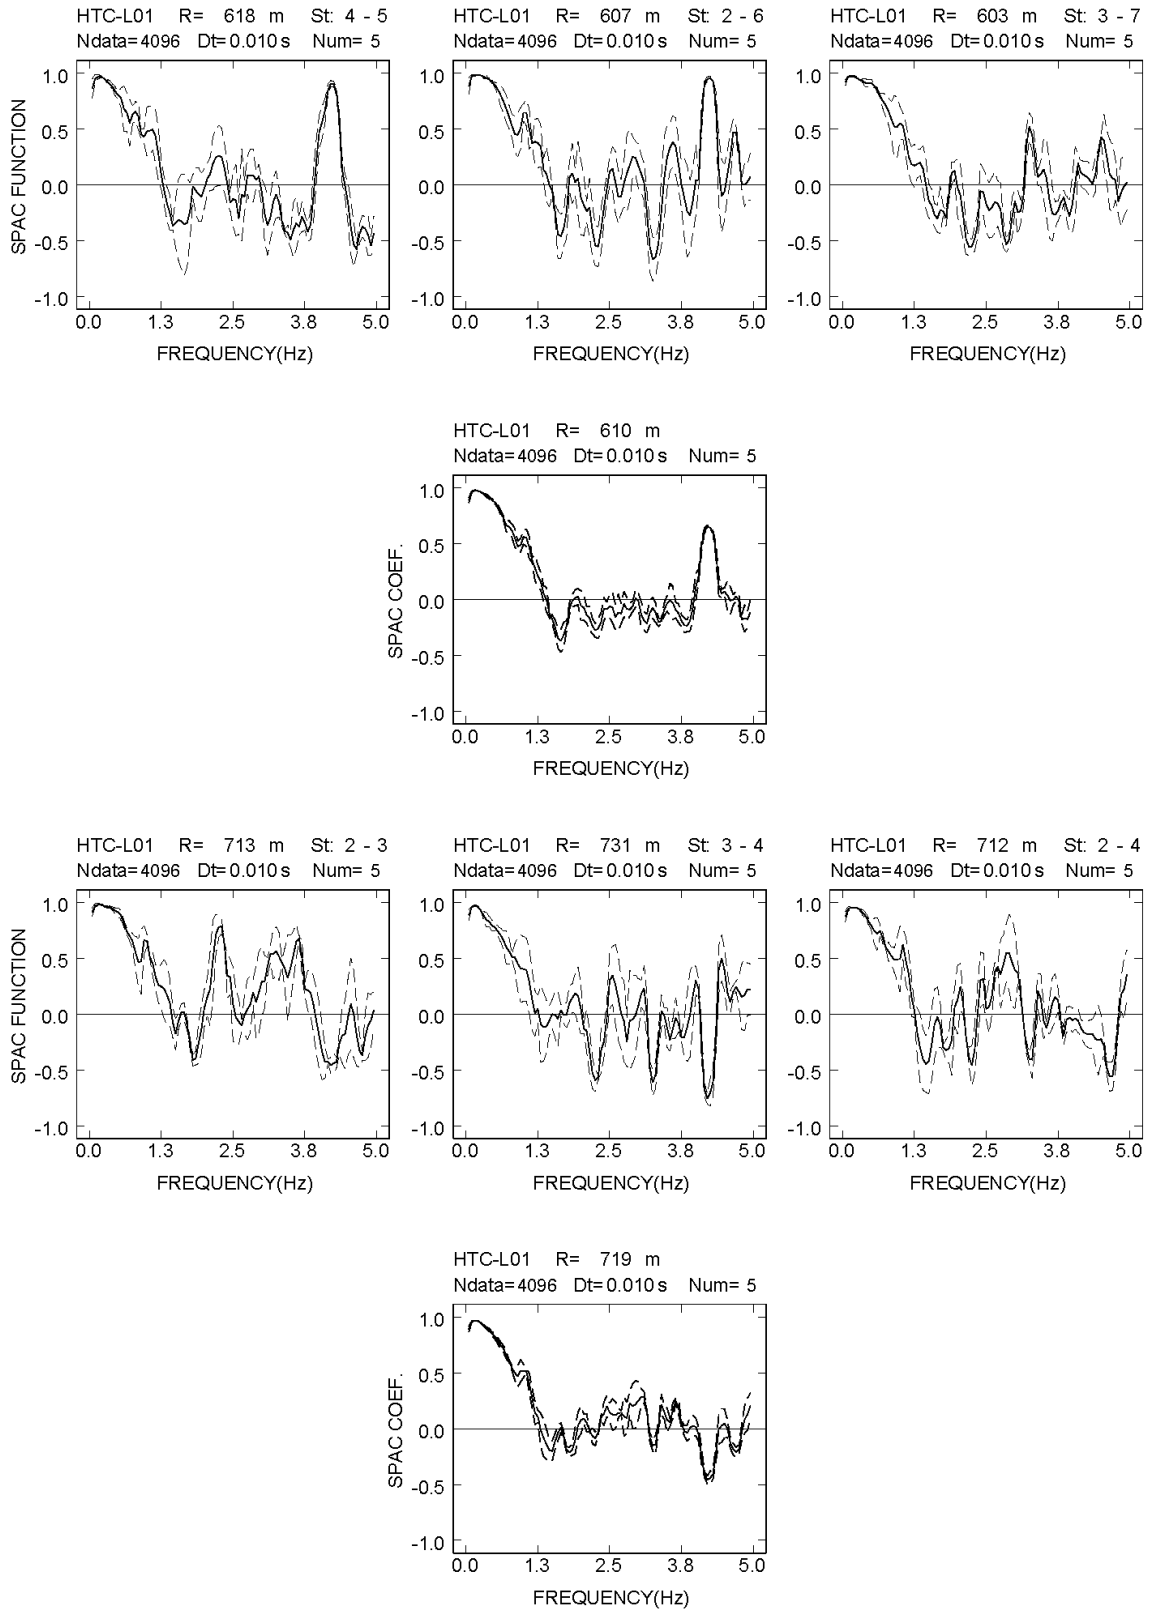 HTC-L01 R= 618 m St: 4 - 5
Ndata=4096 Dt=0.010 s Num= 5
HTC-L01 R= 607 m St: 2 - 6
Ndata=4096 Dt=0.010 s Num= 5
HTC-L01 R= 603 m St: 3 - 7
Ndata=4096 Dt=0.010 s Num= 5
SPAC FUNCTION
1.0
0.5
0.0
-0.5
-1.0
0.0 1.3 2.5 3.8 5.0
FREQUENCY(Hz)
1.0
0.5
0.0
-0.5
-1.0
0.0 1.3 2.5 3.8 5.0
FREQUENCY(Hz)
1.0
0.5
0.0
-0.5
-1.0
0.0 1.3 2.5 3.8 5.0
FREQUENCY(Hz)
HTC-L01 R= 610 m
Ndata=4096 Dt=0.010 s Num= 5
SPAC COEF.
1.0
0.5
0.0
-0.5
-1.0
0.0 1.3 2.5 3.8 5.0
FREQUENCY(Hz)
HTC-L01 R= 713 m St: 2 - 3
Ndata=4096 Dt=0.010 s Num= 5
HTC-L01 R= 731 m St: 3 - 4
Ndata=4096 Dt=0.010 s Num= 5
HTC-L01 R= 712 m St: 2 - 4
Ndata=4096 Dt=0.010 s Num= 5
SPAC FUNCTION
1.0
0.5
0.0
-0.5
-1.0
0.0 1.3 2.5 3.8 5.0
FREQUENCY(Hz)
1.0
0.5
0.0
-0.5
-1.0
0.0 1.3 2.5 3.8 5.0
FREQUENCY(Hz)
1.0
0.5
0.0
-0.5
-1.0
0.0 1.3 2.5 3.8 5.0
FREQUENCY(Hz)
HTC-L01 R= 719 m
Ndata=4096 Dt=0.010 s Num= 5
SPAC COEF.
1.0
0.5
0.0
-0.5
-1.0
0.0 1.3 2.5 3.8 5.0
FREQUENCY(Hz)